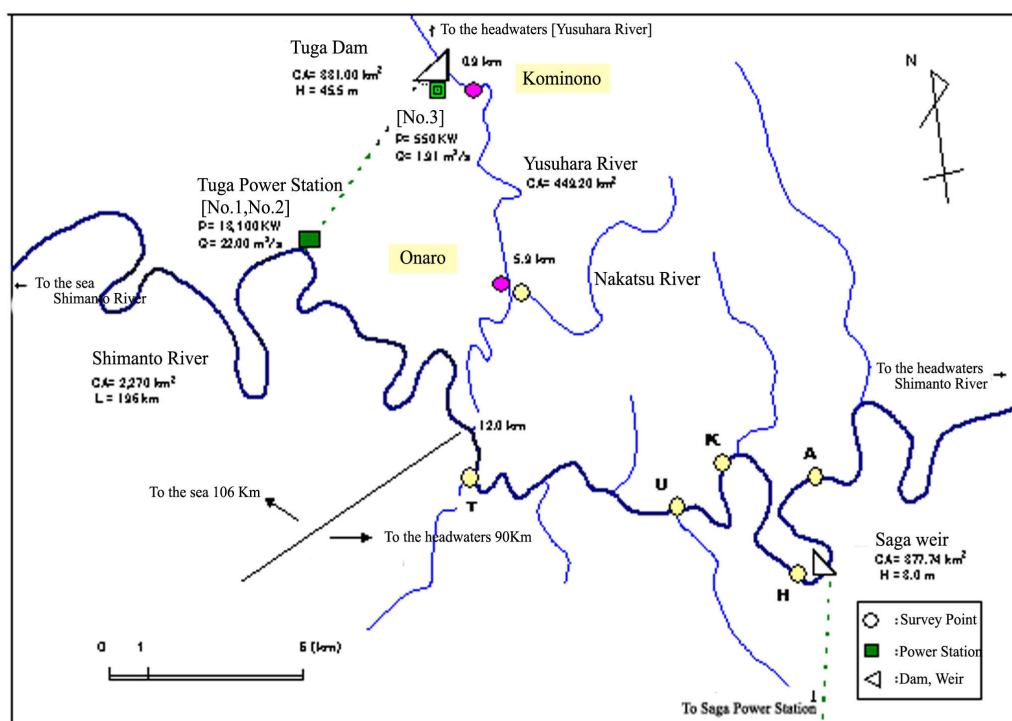 To the headwaters [Yusuhara River]
Tuga Dam
CA= 881.00 km²
H = 45.5 m
0.9 km
Kominono
N
[No.3]
P= 550 KW
Q= 1.91 m³/s
Yusuhara River
CA= 449.20 km²
Tuga Power Station
[No.1,No.2]
P= 18,100 KW
Q= 22.00 m³/s
Onaro
5.9 km
Nakatsu River
To the sea
Shimanto River
Shimanto River
CA= 2,270 km²
L = 196 km
To the headwaters
Shimanto River
12.0 km
K
A
U
T
To the sea 106 Km
To the headwaters 90Km
Saga weir
CA= 877.74 km²
H = 8.0 m
H
:Survey Point
:Power Station
:Dam, Weir
0 1 5 (km)
To Saga Power Station